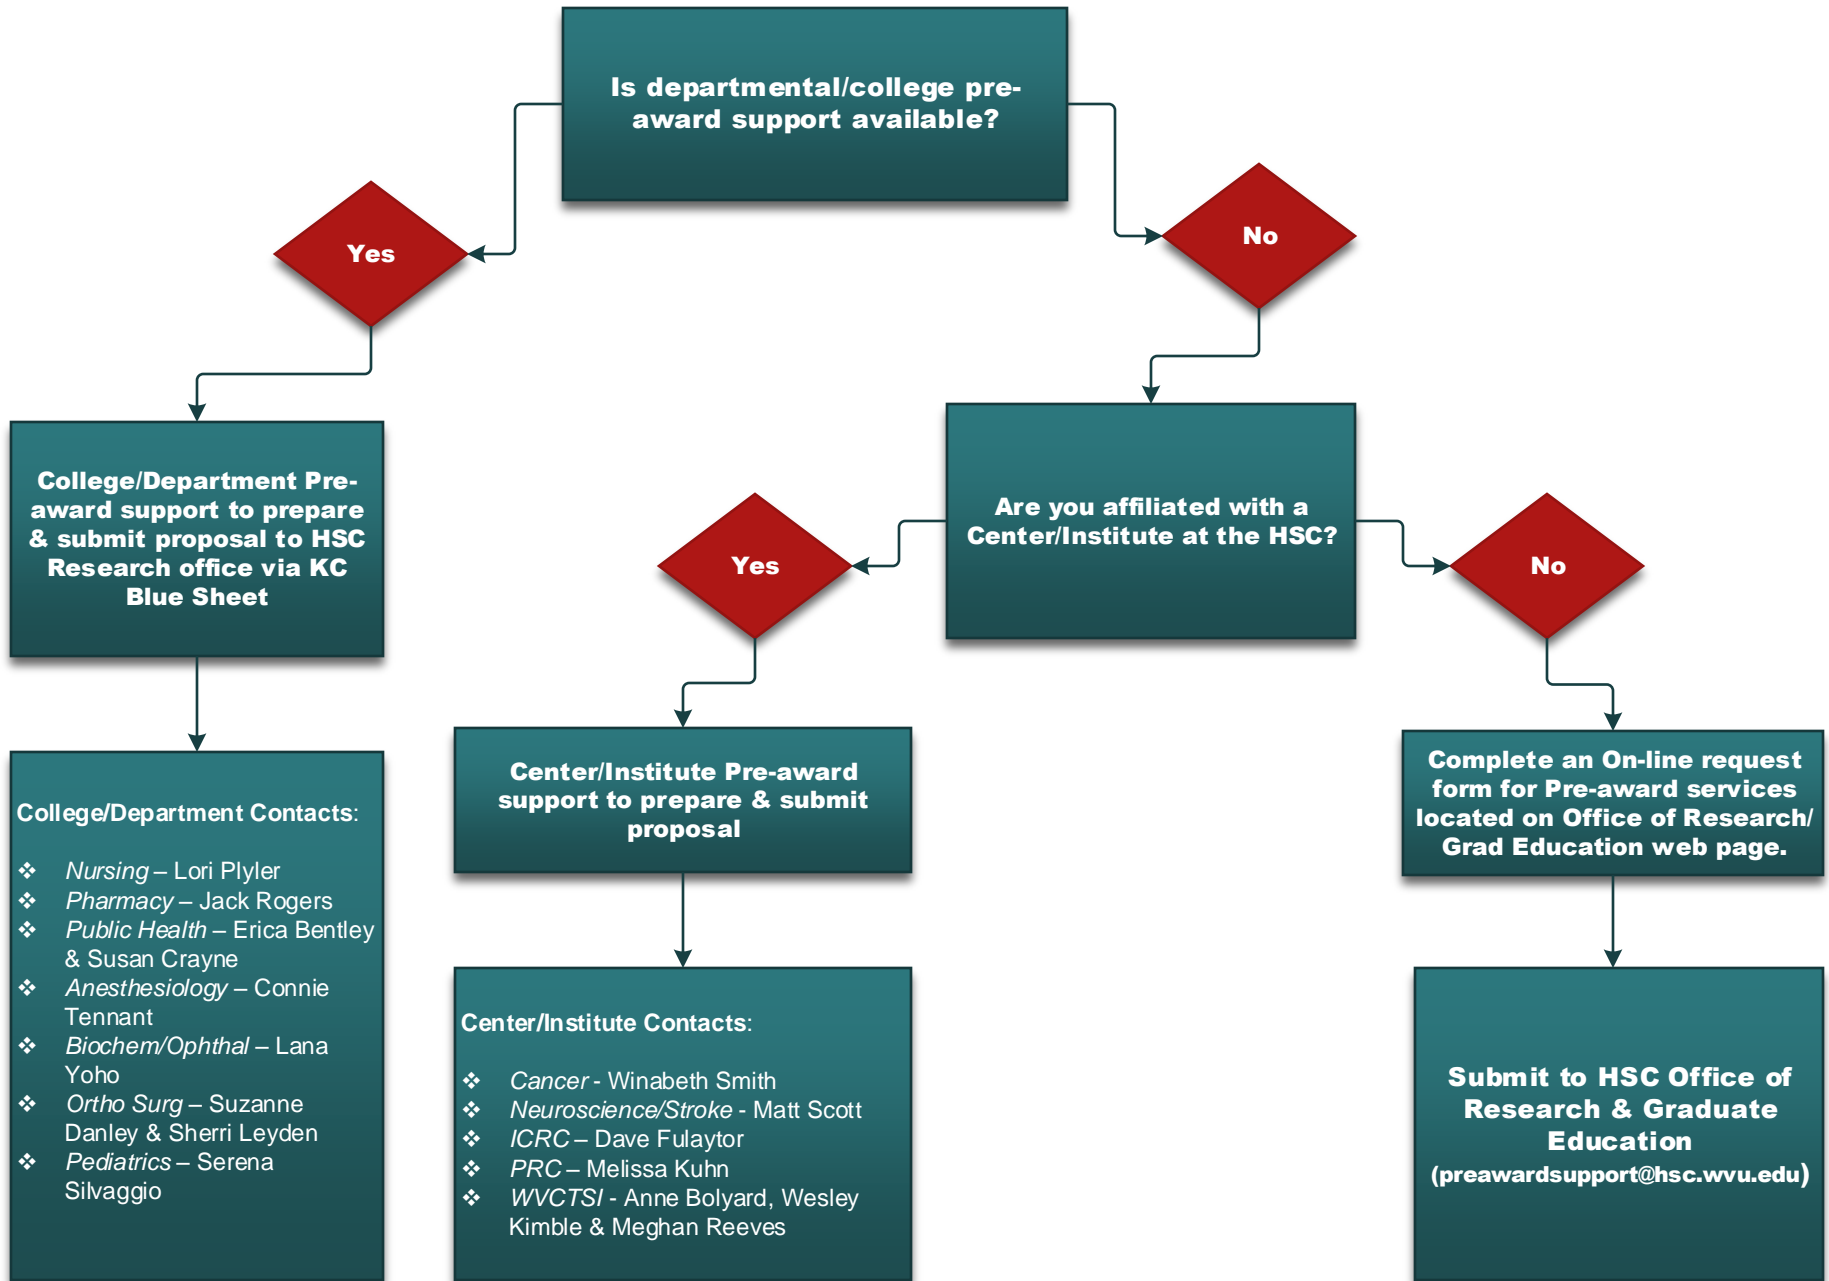 Is departmental/college pre-
award support available?
Yes
No
College/Department Pre-
award support to prepare
& submit proposal to HSC
Research office via KC
Blue Sheet
Are you affiliated with a
Center/Institute at the HSC?
Yes
No
Center/Institute Pre-award
support to prepare & submit
proposal
Complete an On-line request
form for Pre-award services
located on Office of Research/
Grad Education web page.
College/Department Contacts:
❖ Nursing – Lori Plyler
❖ Pharmacy – Jack Rogers
❖ Public Health – Erica Bentley
& Susan Crayne
❖ Anesthesiology – Connie
Tennant
❖ Biochem/Ophthal – Lana
Yoho
❖ Ortho Surg – Suzanne
Danley & Sherri Leyden
❖ Pediatrics – Serena
Silvaggio
Center/Institute Contacts:
❖ Cancer - Winabeth Smith
❖ Neuroscience/Stroke - Matt Scott
❖ ICRC – Dave Fulaytor
❖ PRC – Melissa Kuhn
❖ WVCTSI - Anne Bolyard, Wesley
Kimble & Meghan Reeves
Submit to HSC Office of
Research & Graduate
Education
(preawardsupport@hsc.wvu.edu)